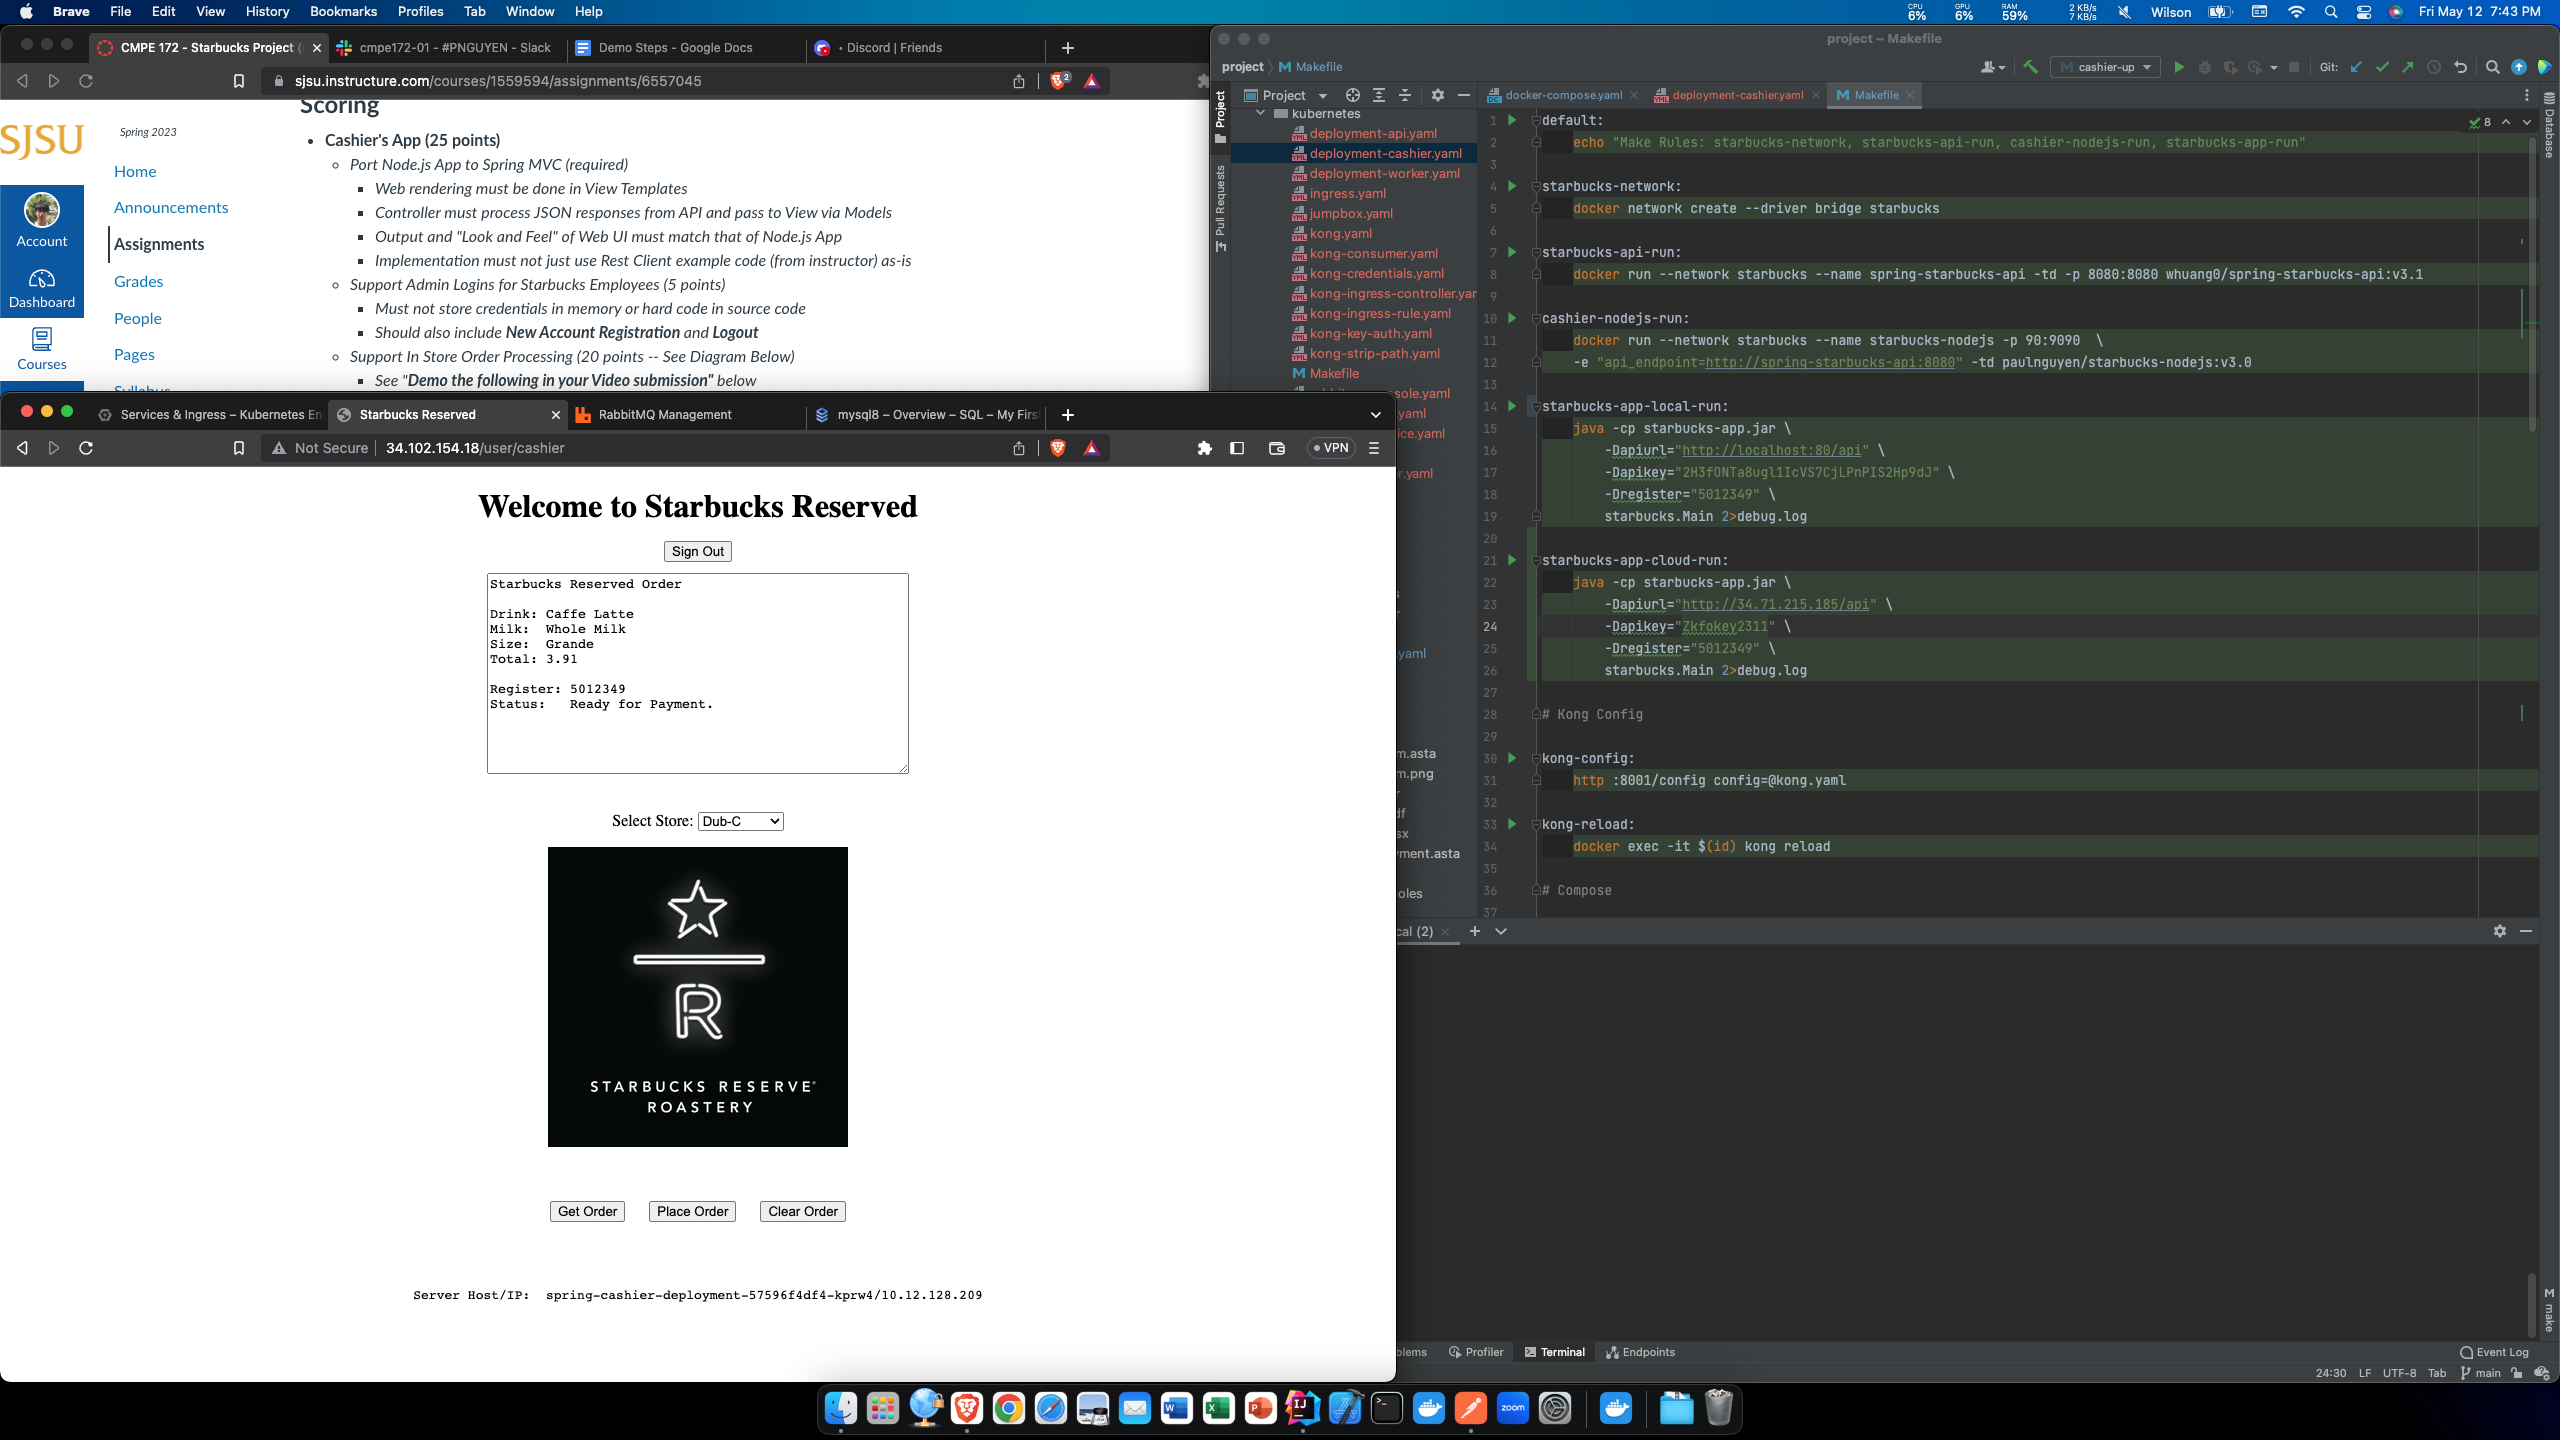 Brave File Edit View History Bookmarks Profiles Tab Window Help
CPU 6% GPU 6% RAM 59% 2 KB/s 7 KB/s Wilson Fri May 12 7:43 PM
CMPE 172 - Starbucks Project ( cmpe172-01 - #PNGUYEN - Slack Demo Steps - Google Docs • Discord | Friends
sjsu.instructure.com/courses/1559594/assignments/6557045 2
SJSU
Account
Dashboard
Courses
Spring 2023
Home
Announcements
Assignments
Grades
People
Pages
Syllabus
Scoring
• Cashier's App (25 points)
Port Node.js App to Spring MVC (required)
Web rendering must be done in View Templates
Controller must process JSON responses from API and pass to View via Models
Output and "Look and Feel" of Web UI must match that of Node.js App
Implementation must not just use Rest Client example code (from instructor) as-is
Support Admin Logins for Starbucks Employees (5 points)
Must not store credentials in memory or hard code in source code
Should also include New Account Registration and Logout
Support In Store Order Processing (20 points -- See Diagram Below)
See "Demo the following in your Video submission" below
Services & Ingress – Kubernetes En Starbucks Reserved RabbitMQ Management mysql8 – Overview – SQL – My Firs
Not Secure 34.102.154.18/user/cashier VPN
Welcome to Starbucks Reserved
Sign Out
Starbucks Reserved Order
Drink: Caffe Latte
Milk: Whole Milk
Size: Grande
Total: 3.91
Register: 5012349
Status: Ready for Payment.
Select Store: Dub-C
R
STARBUCKS RESERVE
ROASTERY
Get Order Place Order Clear Order
Server Host/IP: spring-cashier-deployment-57596f4df4-kprw4/10.12.128.209
project – Makefile
project Makefile
cashier-up Git:
Project
docker-compose.yaml deployment-cashier.yaml Makefile
Project
Pull Requests
kubernetes
deployment-api.yaml
deployment-cashier.yaml
deployment-worker.yaml
ingress.yaml
jumpbox.yaml
kong.yaml
kong-consumer.yaml
kong-credentials.yaml
kong-ingress-controller.yar
kong-ingress-rule.yaml
kong-key-auth.yaml
kong-strip-path.yaml
Makefile
sole.yaml
.yaml
ice.yaml
r.yaml
yaml
m.asta
m.png
df
sx
ment.asta
oles
8
Database
make
1 default:
2 echo "Make Rules: starbucks-network, starbucks-api-run, cashier-nodejs-run, starbucks-app-run"
3
4 starbucks-network:
5 docker network create --driver bridge starbucks
6
7 starbucks-api-run:
8 docker run --network starbucks --name spring-starbucks-api -td -p 8080:8080 whuang0/spring-starbucks-api:v3.1
9
10 cashier-nodejs-run:
11 docker run --network starbucks --name starbucks-nodejs -p 90:9090 \
12 -e "api_endpoint=http://spring-starbucks-api:8080" -td paulnguyen/starbucks-nodejs:v3.0
13
14 starbucks-app-local-run:
15 java -cp starbucks-app.jar \
16 -Dapiurl="http://localhost:80/api" \
17 -Dapikey="2H3fONTa8ugl1IcVS7CjLPnPIS2Hp9dJ" \
18 -Dregister="5012349" \
19 starbucks.Main 2>debug.log
20
21 starbucks-app-cloud-run:
22 java -cp starbucks-app.jar \
23 -Dapiurl="http://34.71.215.185/api" \
24 -Dapikey="Zkfokey2311" \
25 -Dregister="5012349" \
26 starbucks.Main 2>debug.log
27
28 # Kong Config
29
30 kong-config:
31 http :8001/config config=@kong.yaml
32
33 kong-reload:
34 docker exec -it $(id) kong reload
35
36 # Compose
37
cal (2)
blems Profiler Terminal Endpoints Event Log
24:30 LF UTF-8 Tab main
W X P IJ zoom